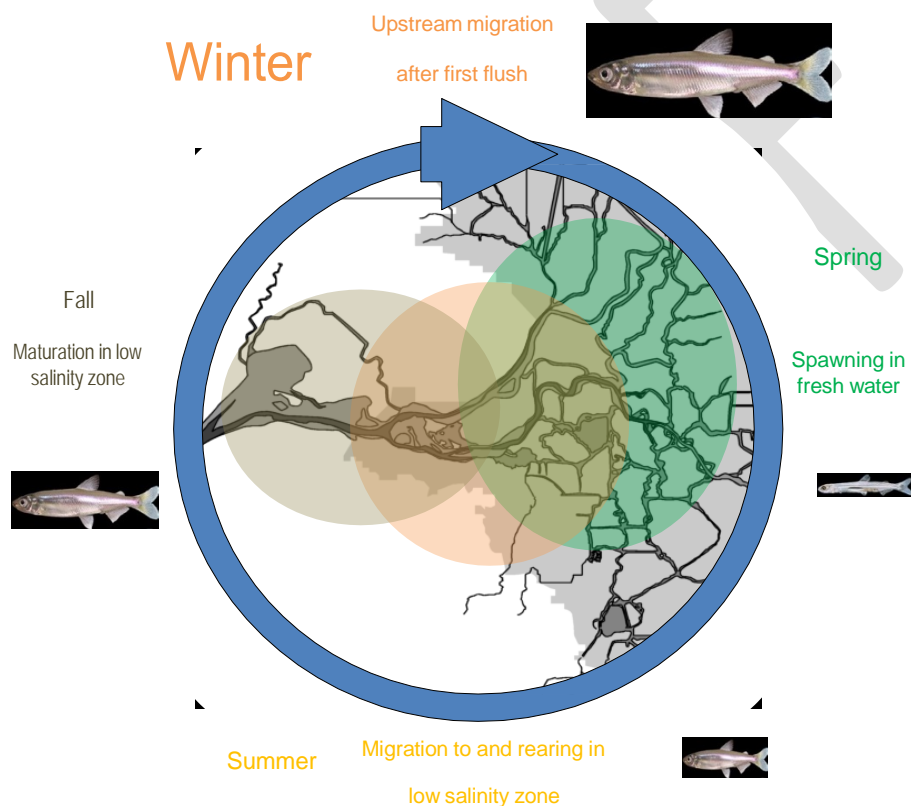 Winter
Upstream migration
after first flush
Spring
Spawning in
fresh water
Fall
Maturation in low
salinity zone
Summer
Migration to and rearing in
low salinity zone